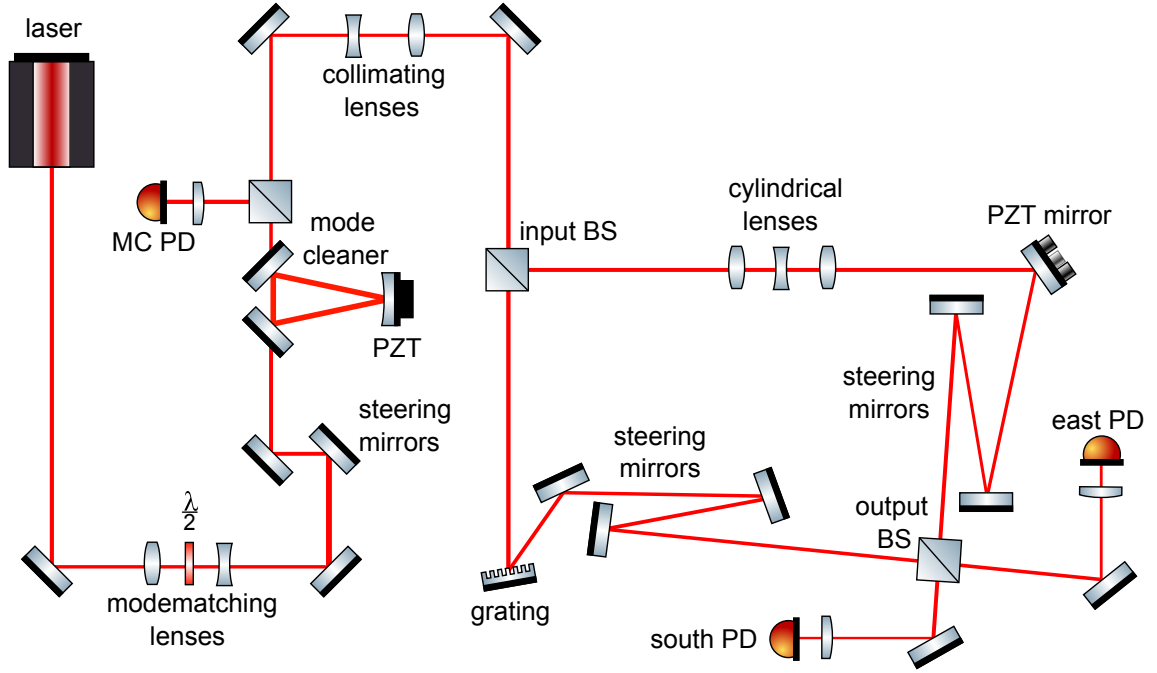 laser
collimating
lenses
MC PD
mode
cleaner
PZT
input BS
cylindrical
lenses
PZT mirror
steering
mirrors
steering
mirrors
east PD
steering
mirrors
output
BS
λ
2
modematching
lenses
grating
south PD